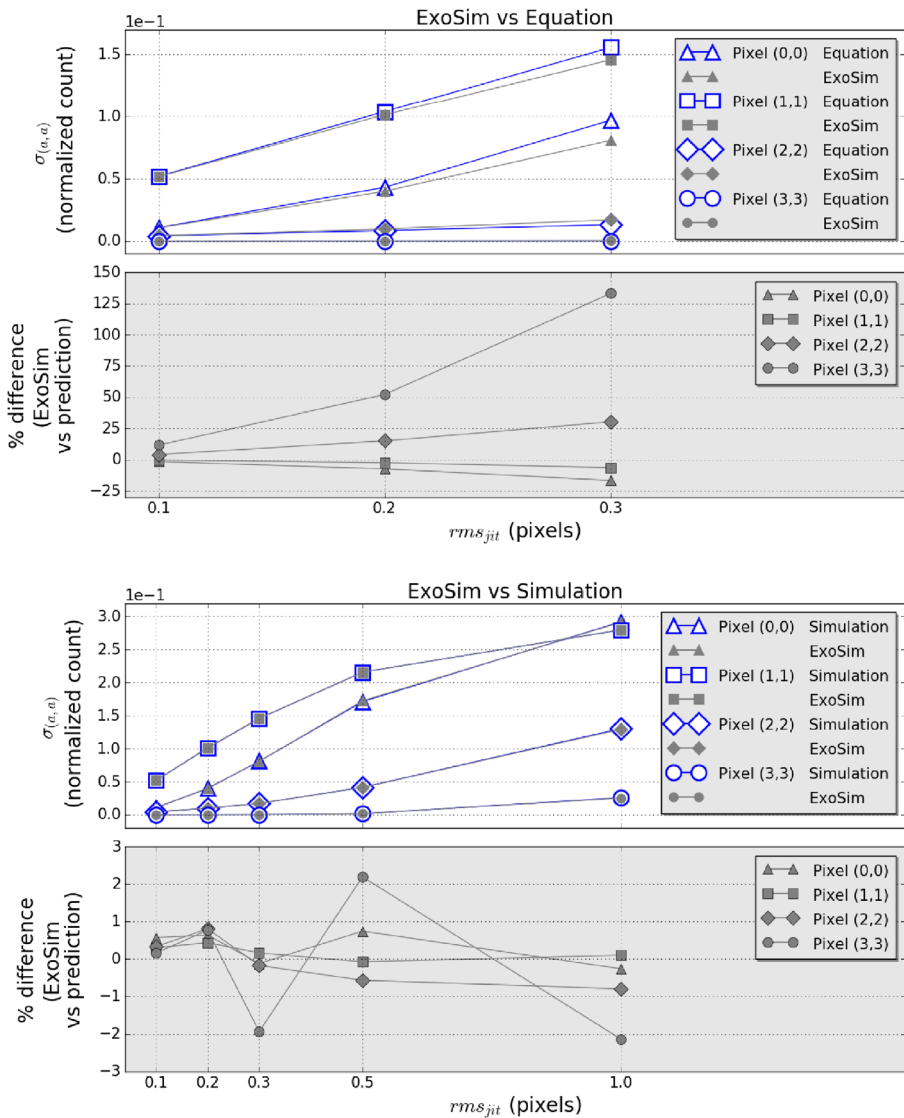 ExoSim vs Equation
1e−1
1.5
1.0
0.5
0.0
σ(a, a)
(normalized count)
Pixel (0,0) Equation
ExoSim
Pixel (1,1) Equation
ExoSim
Pixel (2,2) Equation
ExoSim
Pixel (3,3) Equation
ExoSim
150
125
100
75
50
25
0
−25
% difference
(ExoSim
vs prediction)
Pixel (0,0)
Pixel (1,1)
Pixel (2,2)
Pixel (3,3)
0.1 0.2 0.3
rmsjit (pixels)
ExoSim vs Simulation
1e−1
3.0
2.5
2.0
1.5
1.0
0.5
0.0
σ(a, a)
(normalized count)
Pixel (0,0) Simulation
ExoSim
Pixel (1,1) Simulation
ExoSim
Pixel (2,2) Simulation
ExoSim
Pixel (3,3) Simulation
ExoSim
3
2
1
0
−1
−2
−3
% difference
(ExoSim
vs prediction)
Pixel (0,0)
Pixel (1,1)
Pixel (2,2)
Pixel (3,3)
0.1 0.2 0.3 0.5 1.0
rmsjit (pixels)